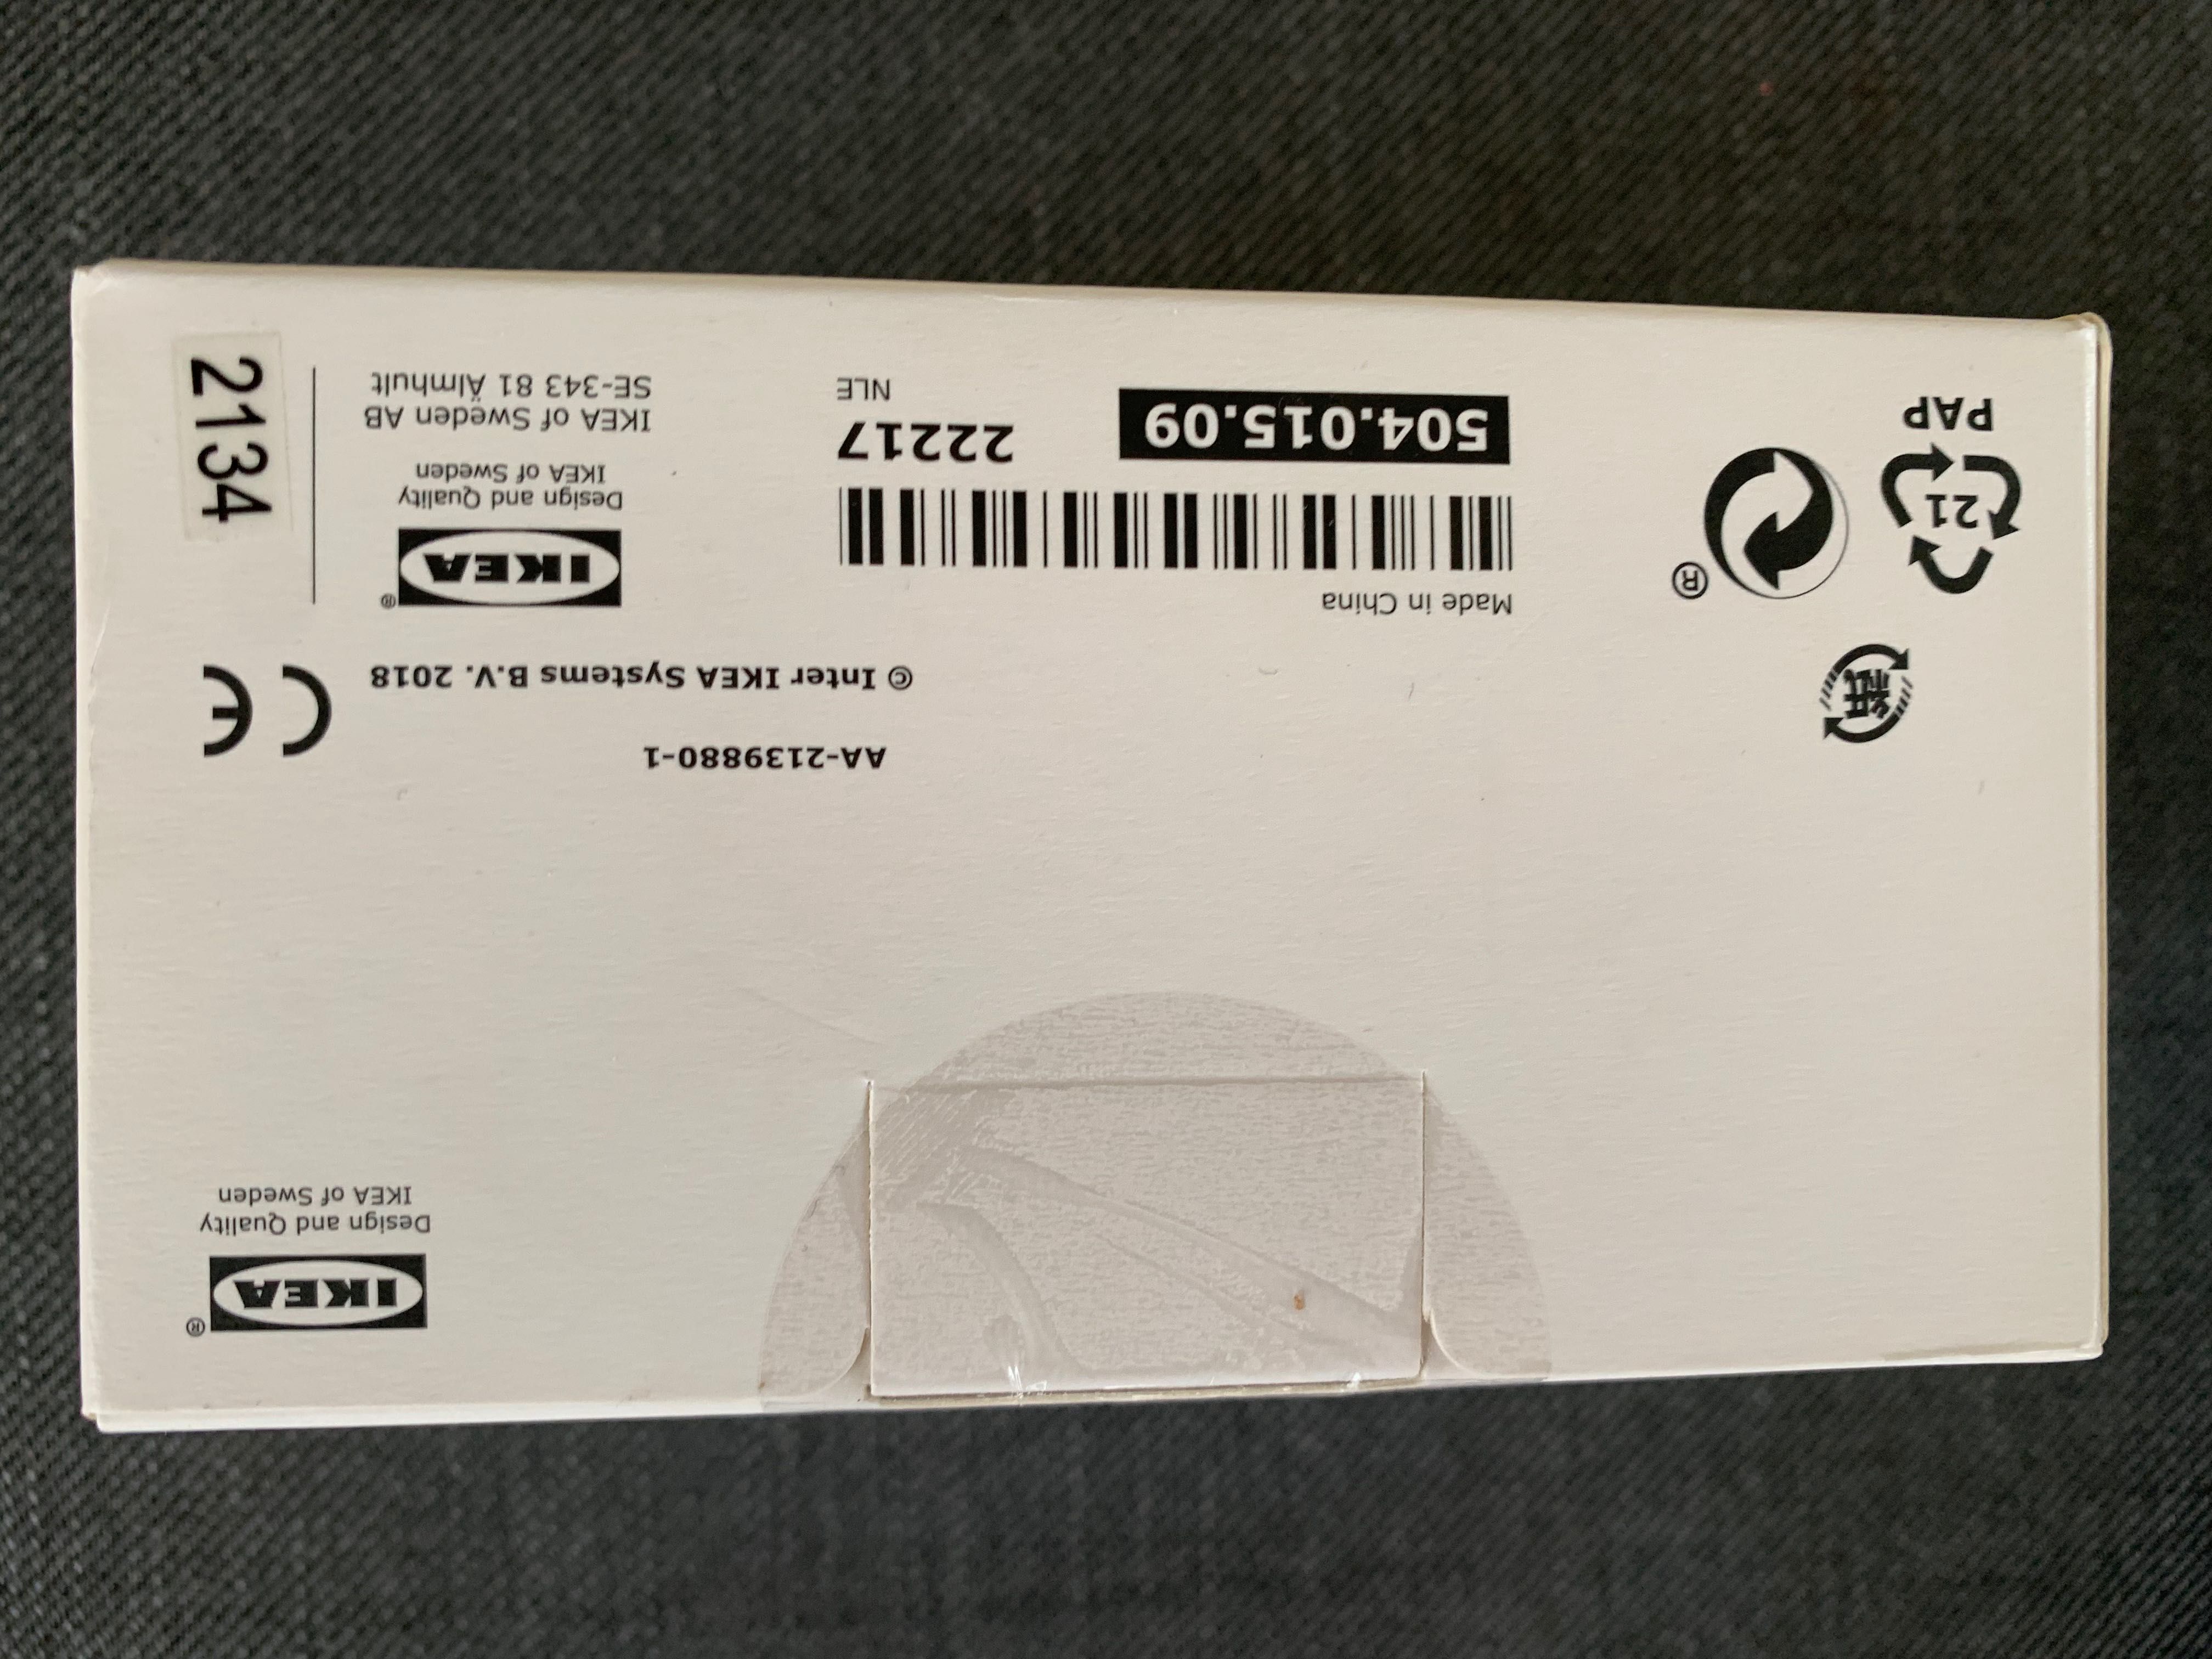 PAP
21
紙
®
504.015.09
22217
NLE
Made in China
IKEA®
Design and Quality
IKEA of Sweden
IKEA of Sweden AB
SE-343 81 Älmhult
2134
© Inter IKEA Systems B.V. 2018
CE
AA-2139880-1
IKEA®
Design and Quality
IKEA of Sweden